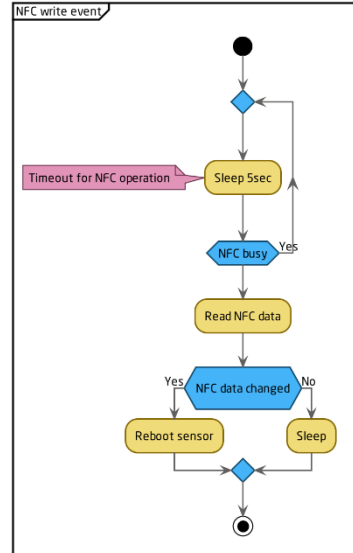 NFC write event
Timeout for NFC operation
Sleep 5sec
NFC busy
Yes
Read NFC data
Yes
NFC data changed
No
Reboot sensor
Sleep